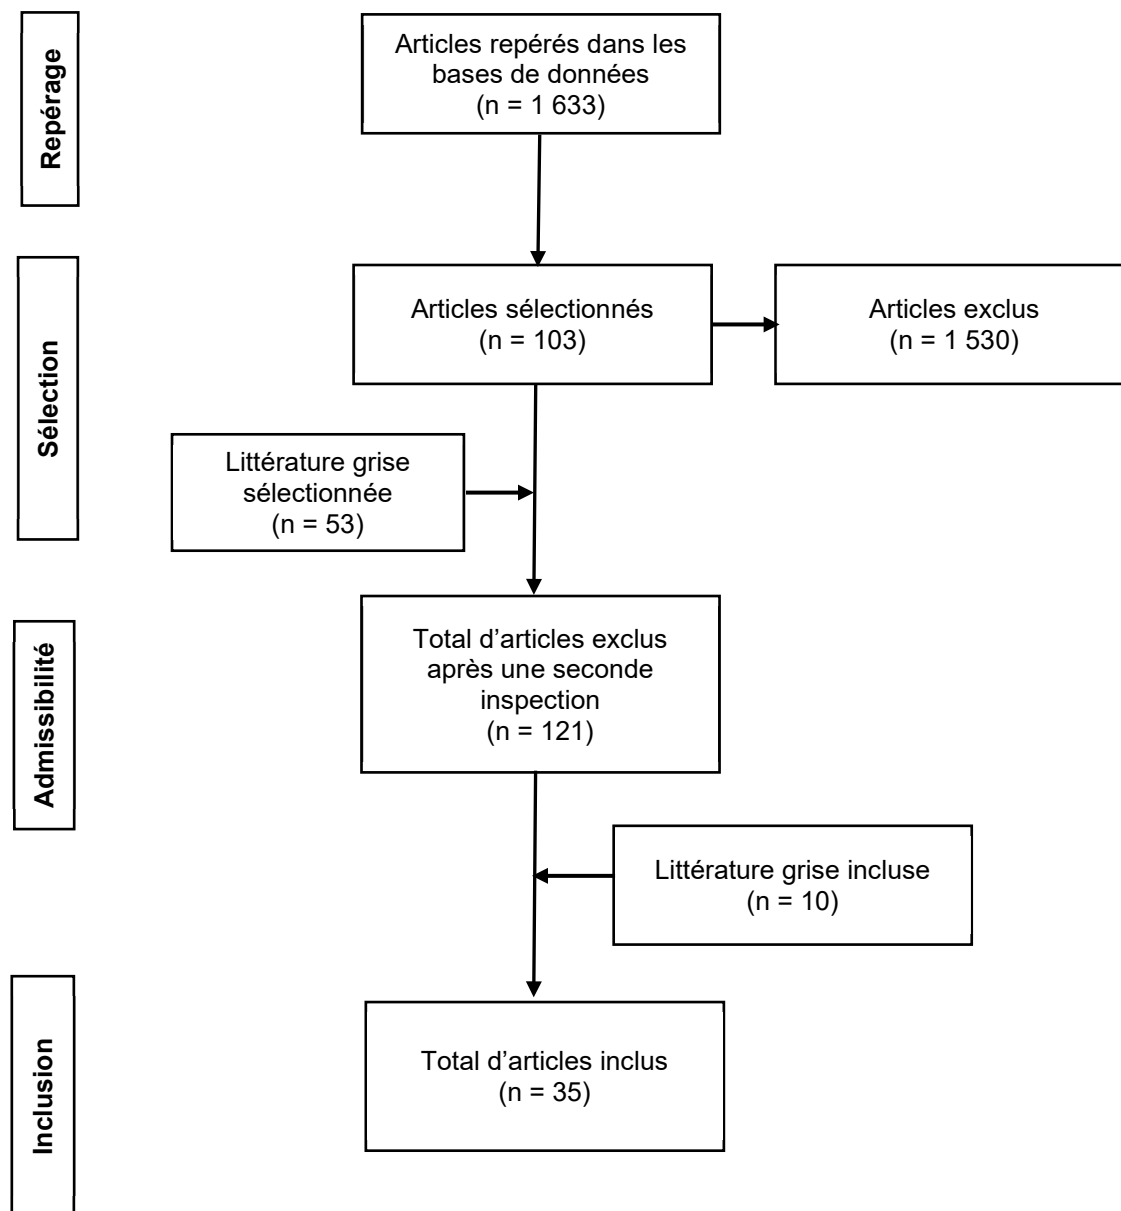 Repérage
Articles repérés dans les
bases de données
(n = 1 633)
Sélection
Articles sélectionnés
(n = 103)
Articles exclus
(n = 1 530)
Littérature grise
sélectionnée
(n = 53)
Admissibilité
Total d’articles exclus
après une seconde
inspection
(n = 121)
Littérature grise incluse
(n = 10)
Inclusion
Total d’articles inclus
(n = 35)